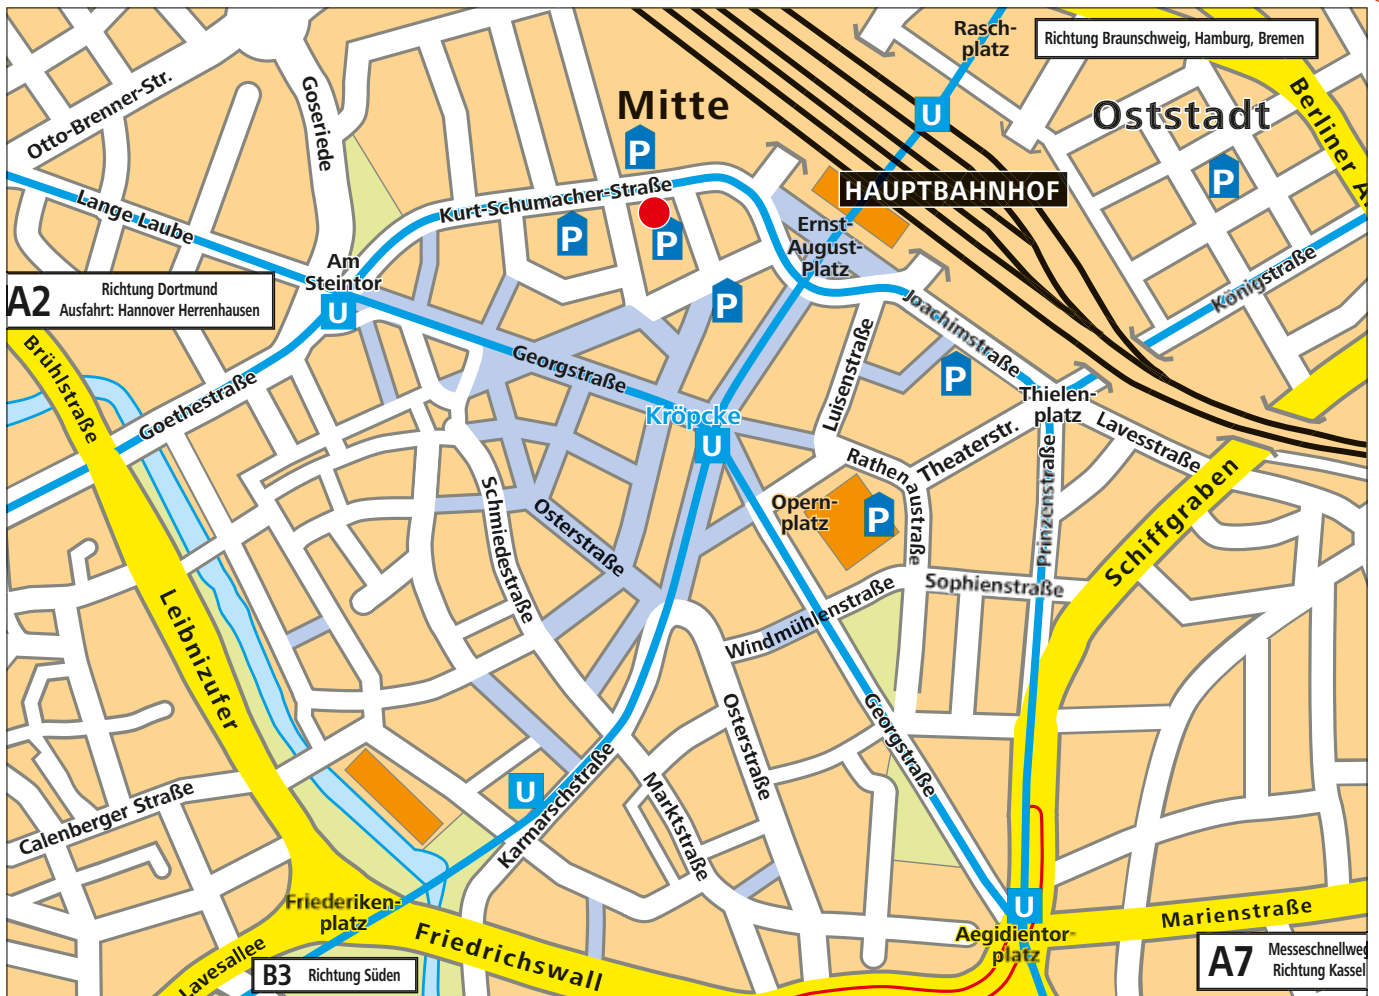 Rasch-
platz
Richtung Braunschweig, Hamburg, Bremen
Otto-Brenner-Str.
Goseriede
Mitte
P
U
Oststadt
Berliner
P
HAUPTBAHNHOF
Lange Laube
Kurt-Schumacher-Straße
P
P
Ernst-
August-
Platz
Am
Steintor
U
A2
Richtung Dortmund
Ausfahrt: Hannover Herrenhausen
P
Königstraße
Joachimstraße
Brühlstraße
Goethestraße
Georgstraße
Luisenstraße
P
Thielen-
platz
Kröpcke
U
Lavesstraße
Theaterstr.
Rathenaustraße
Prinzenstraße
Schiffgraben
Schmiedestraße
Osterstraße
Opern-
platz
P
Sophienstraße
Windmühlenstraße
Leibnizufer
Osterstraße
Georgstraße
U
Karmarschstraße
Marktstraße
Calenberger Straße
Friederiken-
platz
U
Aegidientor-
platz
Marienstraße
Lavesallee
Friedrichswall
B3
Richtung Süden
A7
Messeschnellweg
Richtung Kassel